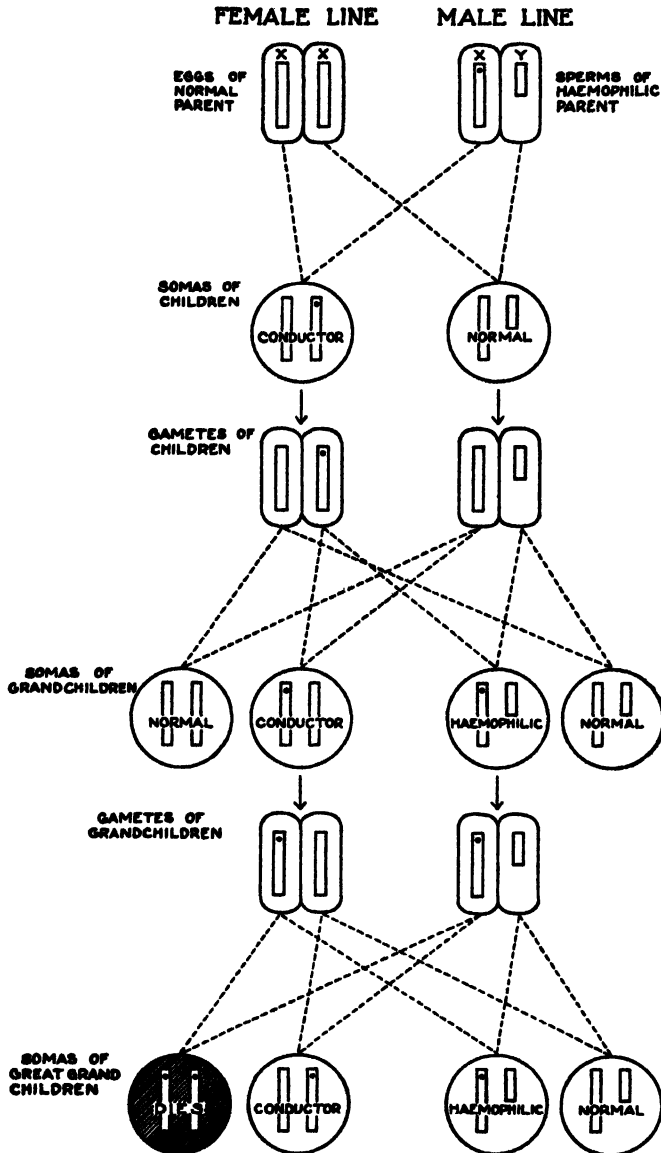 FEMALE LINE
MALE LINE
X X
X Y
EGGS OF
NORMAL
PARENT
SPERMS OF
HAEMOPHILIC
PARENT
SOMAS OF
CHILDREN
CONDUCTOR
NORMAL
GAMETES OF
CHILDREN
SOMAS OF
GRANDCHILDREN
NORMAL
CONDUCTOR
HAEMOPHILIC
NORMAL
GAMETES OF
GRANDCHILDREN
SOMAS OF
GREAT GRAND
CHILDREN
DIES
CONDUCTOR
HAEMOPHILIC
NORMAL